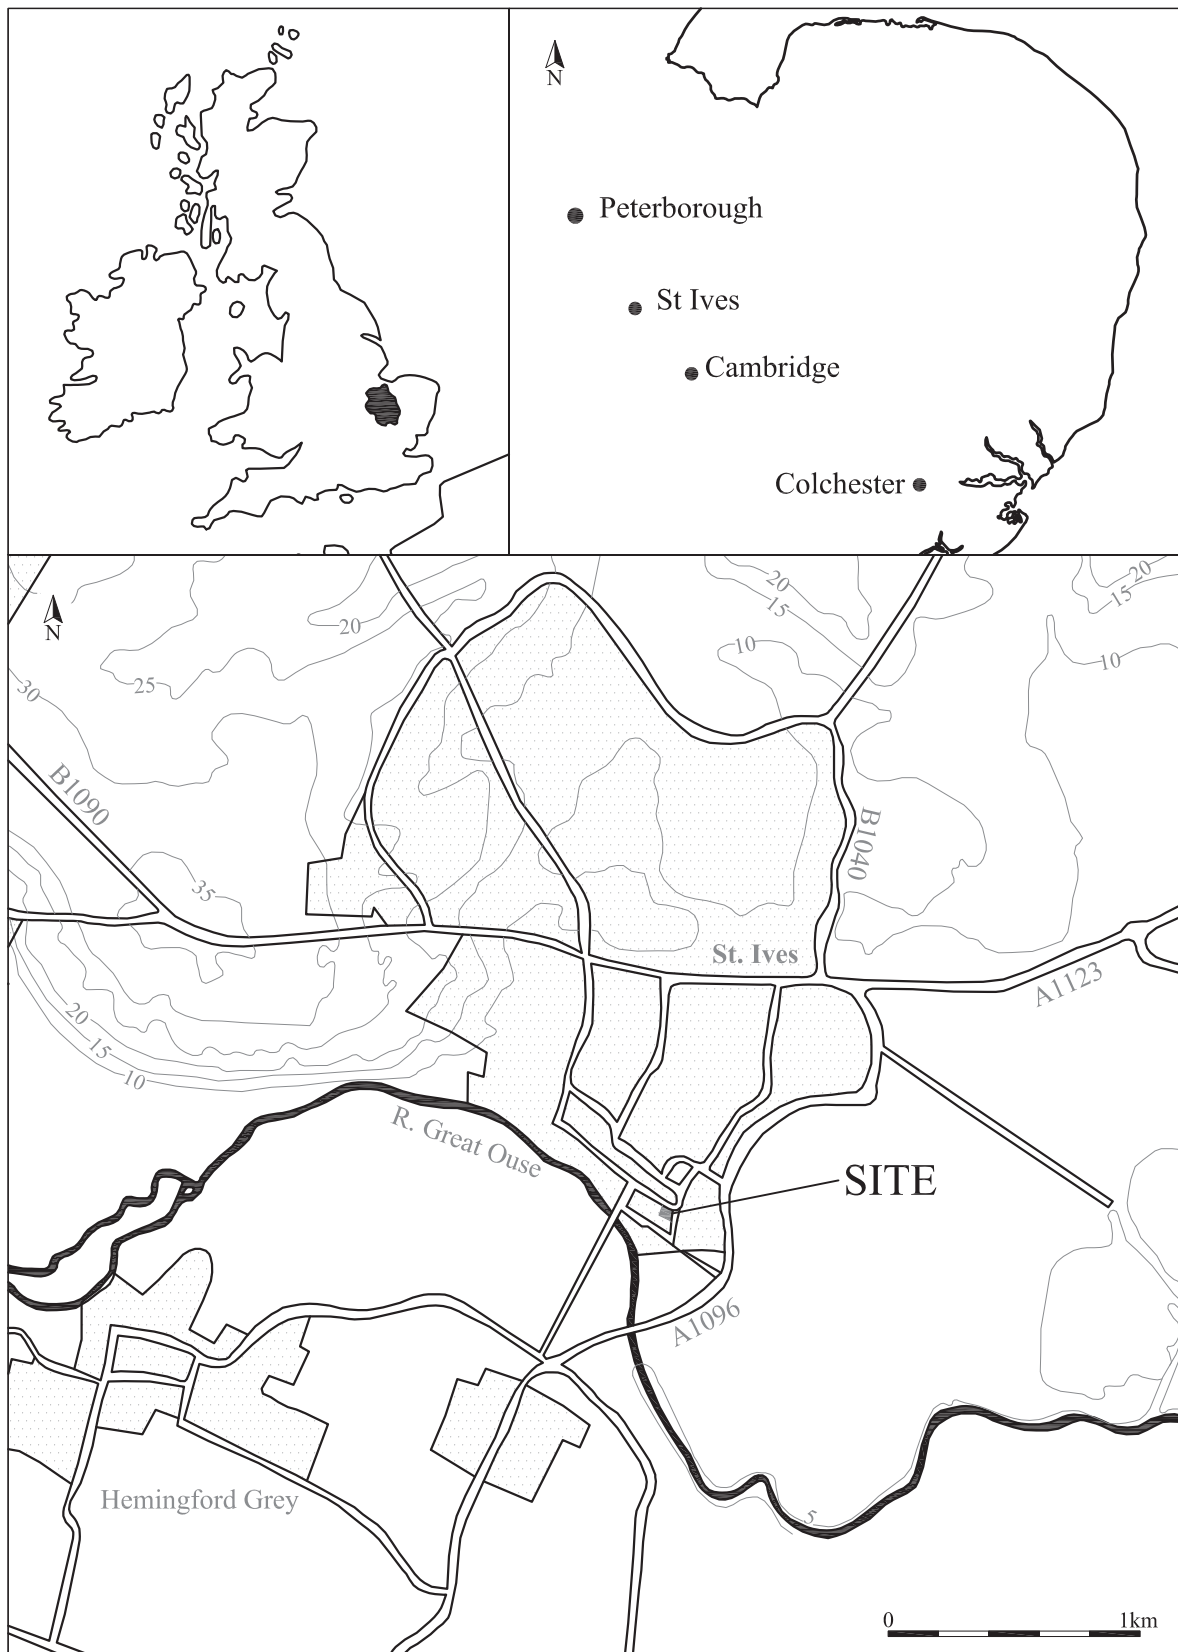 N
Peterborough
St Ives
Cambridge
Colchester
N
20
25
30
20
15
20
15
10
10
B1090
B1040
35
St. Ives
A1123
20
15
10
R. Great Ouse
SITE
A1096
Hemingford Grey
5
0 1km